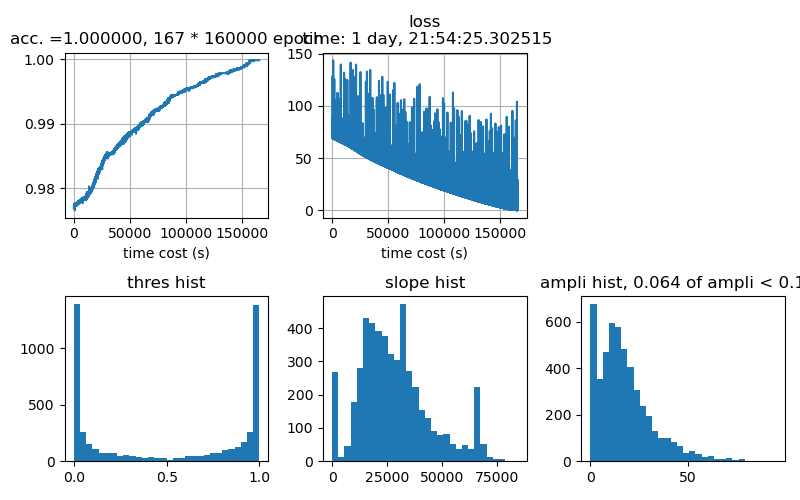 acc. =1.000000, 167 * 160000 epoch
loss
time: 1 day, 21:54:25.302515
1.00
0.99
0.98
0 50000 100000 150000
time cost (s)
150
100
50
0
0 50000 100000 150000
time cost (s)
thres hist
1000
500
0
0.0 0.5 1.0
slope hist
400
300
200
100
0
0 25000 50000 75000
ampli hist, 0.064 of ampli < 0.1
600
400
200
0
0 50